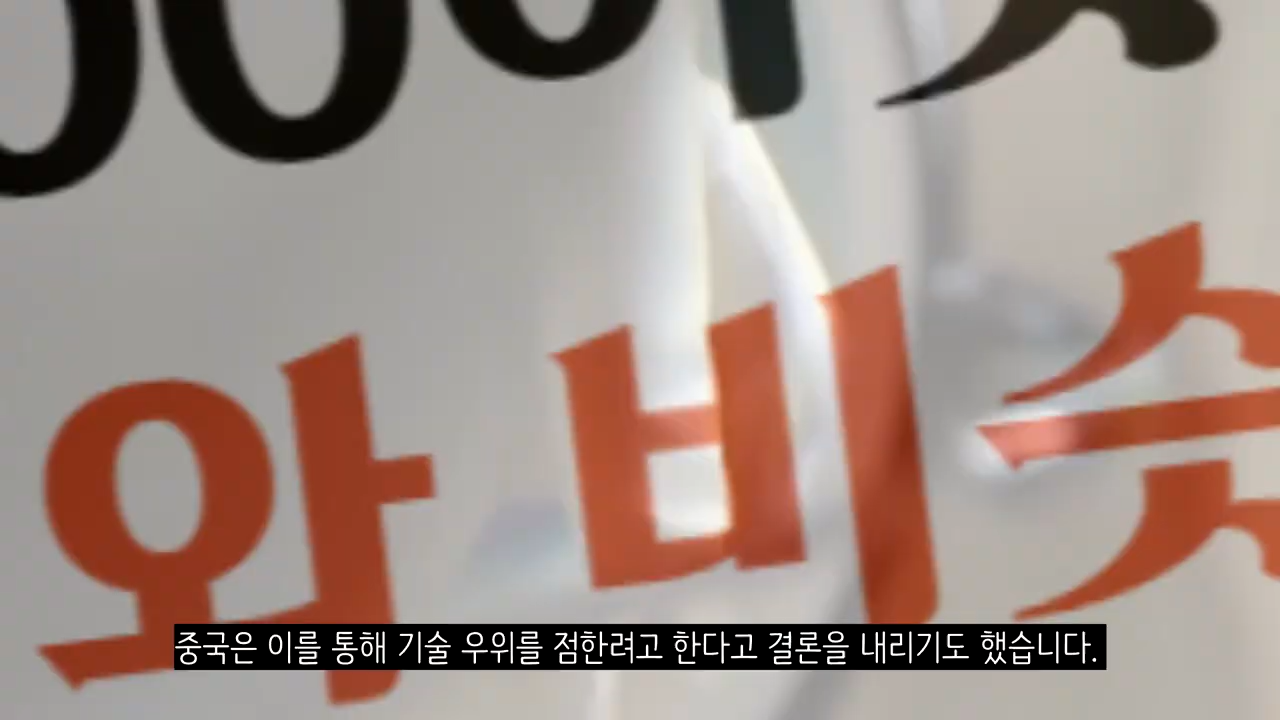 와 비슷
중국은 이를 통해 기술 우위를 점한려고 한다고 결론을 내리기도 했습니다.